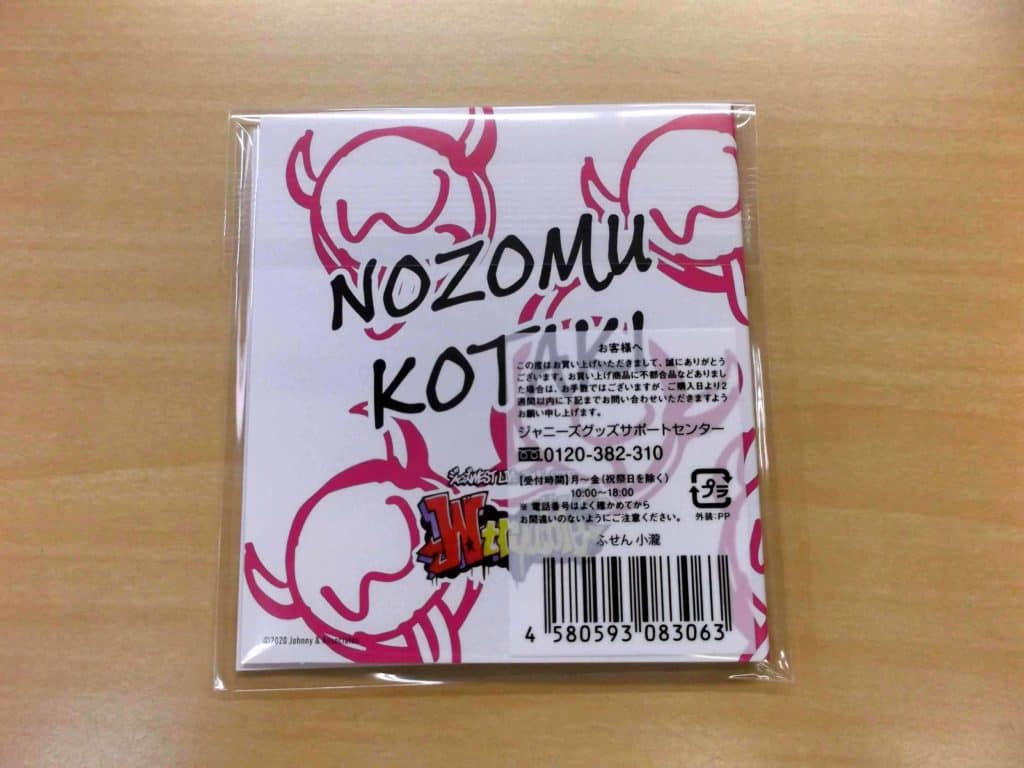 NOZOMU
KOTAKI
お客様へ
この度はお買い上げいただきまして、誠にありがとう
ございます。お買い上げ商品に不都合品などありまし
た場合は、お手数ではございますが、ご購入日より2
週間以内に下記までお問い合わせいただきますよう
お願い申し上げます。
ジャニーズグッズサポートセンター
0120-382-310
【受付時間】月〜金(祝祭日を除く)
10:00〜18:00
※ 電話番号はよく確かめてから
お間違いのないようにご注意ください。
プラ
外装:PP
ふせん 小瀧
4 580593 083063
©2020 Johnny & Associates